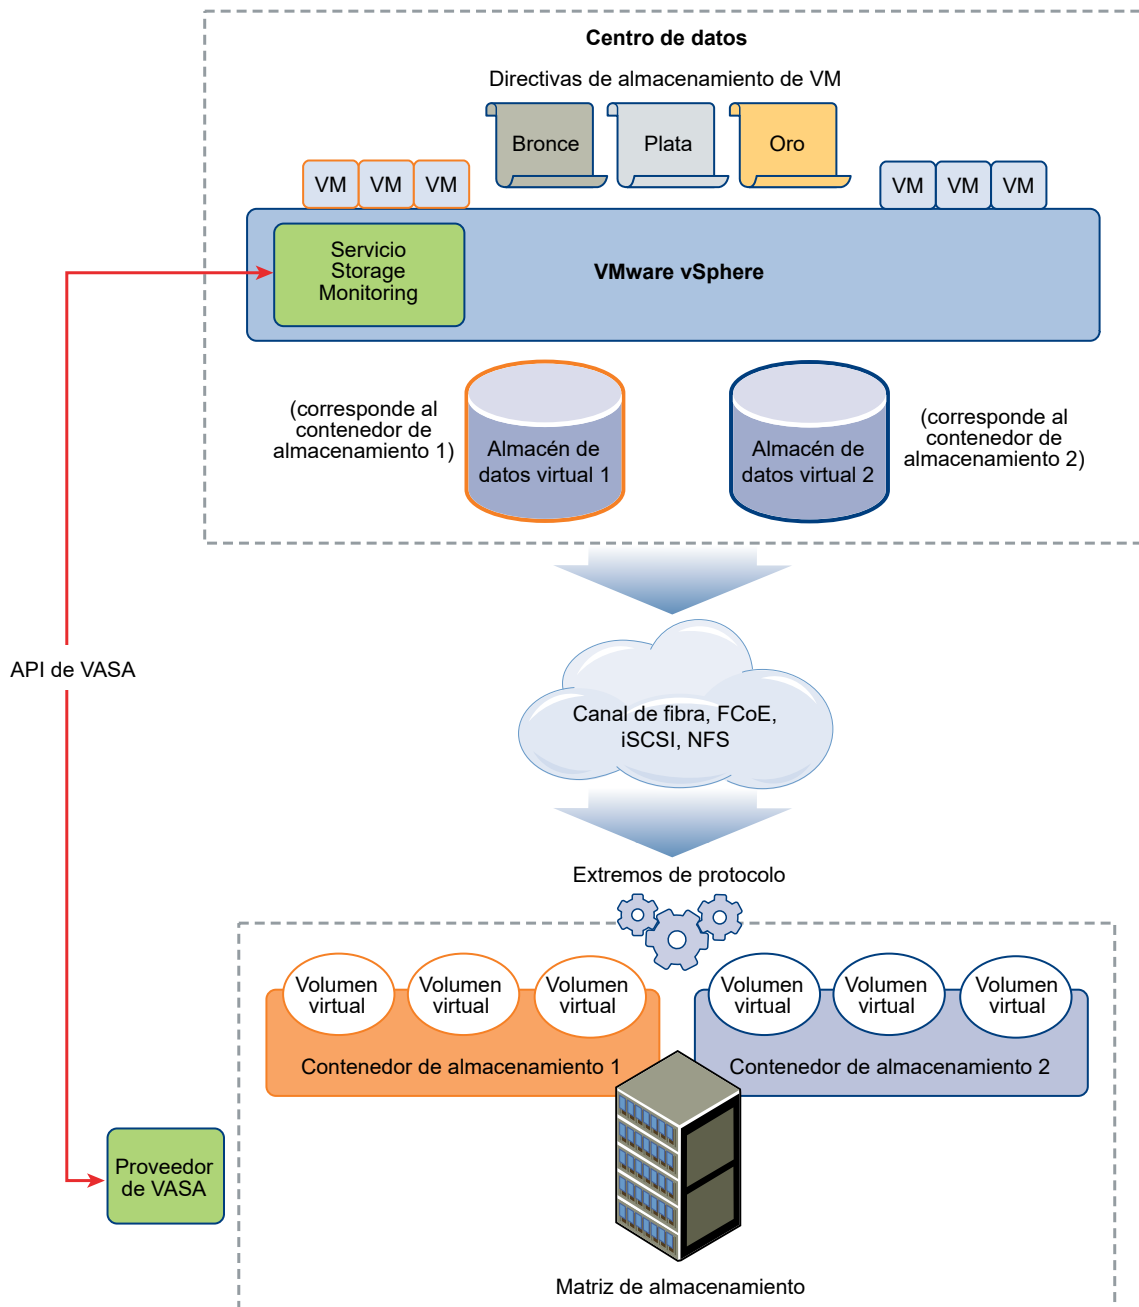 Centro de datos
Directivas de almacenamiento de VM
Bronce
Plata
Oro
VM
VM
VM
VM
VM
VM
Servicio
Storage
Monitoring
VMware vSphere
(corresponde al
contenedor de
almacenamiento 1)
Almacén de
datos virtual 1
Almacén de
datos virtual 2
(corresponde al
contenedor de
almacenamiento 2)
API de VASA
Canal de fibra, FCoE,
iSCSI, NFS
Extremos de protocolo
Volumen
virtual
Volumen
virtual
Volumen
virtual
Volumen
virtual
Volumen
virtual
Volumen
virtual
Contenedor de almacenamiento 1
Contenedor de almacenamiento 2
Proveedor
de VASA
Matriz de almacenamiento